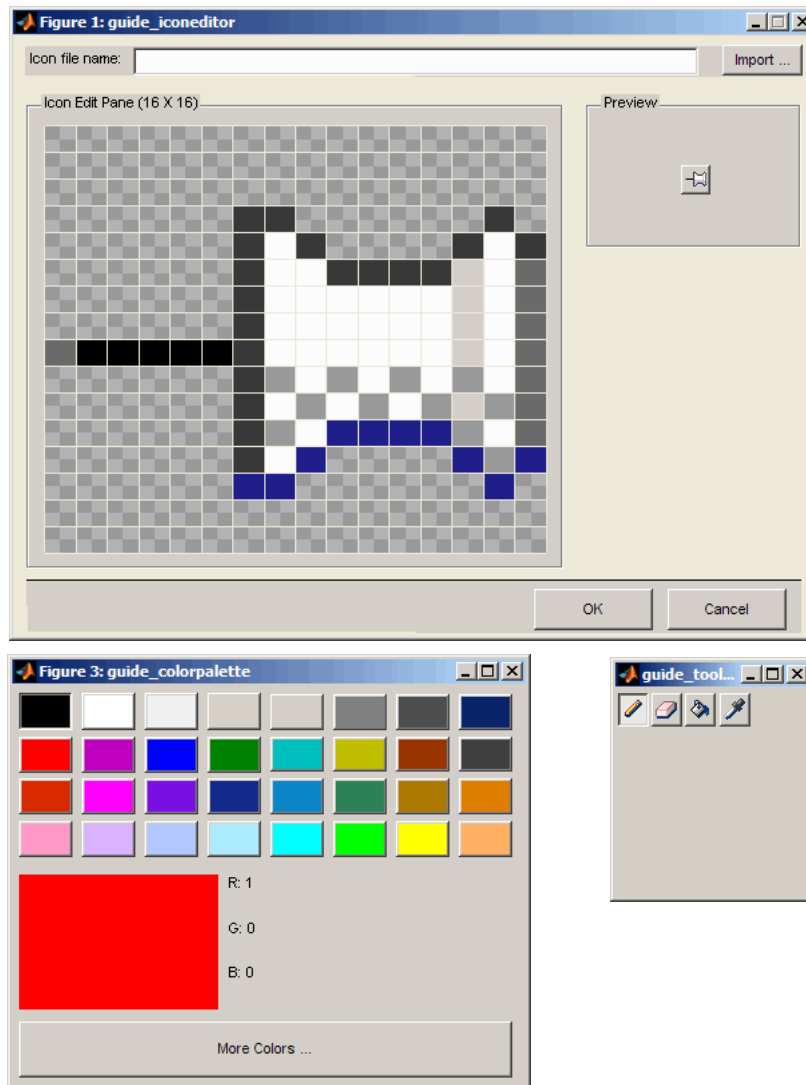 Figure 1: guide_iconeditor
Icon file name:
Import ...
Icon Edit Pane (16 X 16)
Preview
OK
Cancel
Figure 3: guide_colorpalette
guide_tool...
R: 1
G: 0
B: 0
More Colors ...